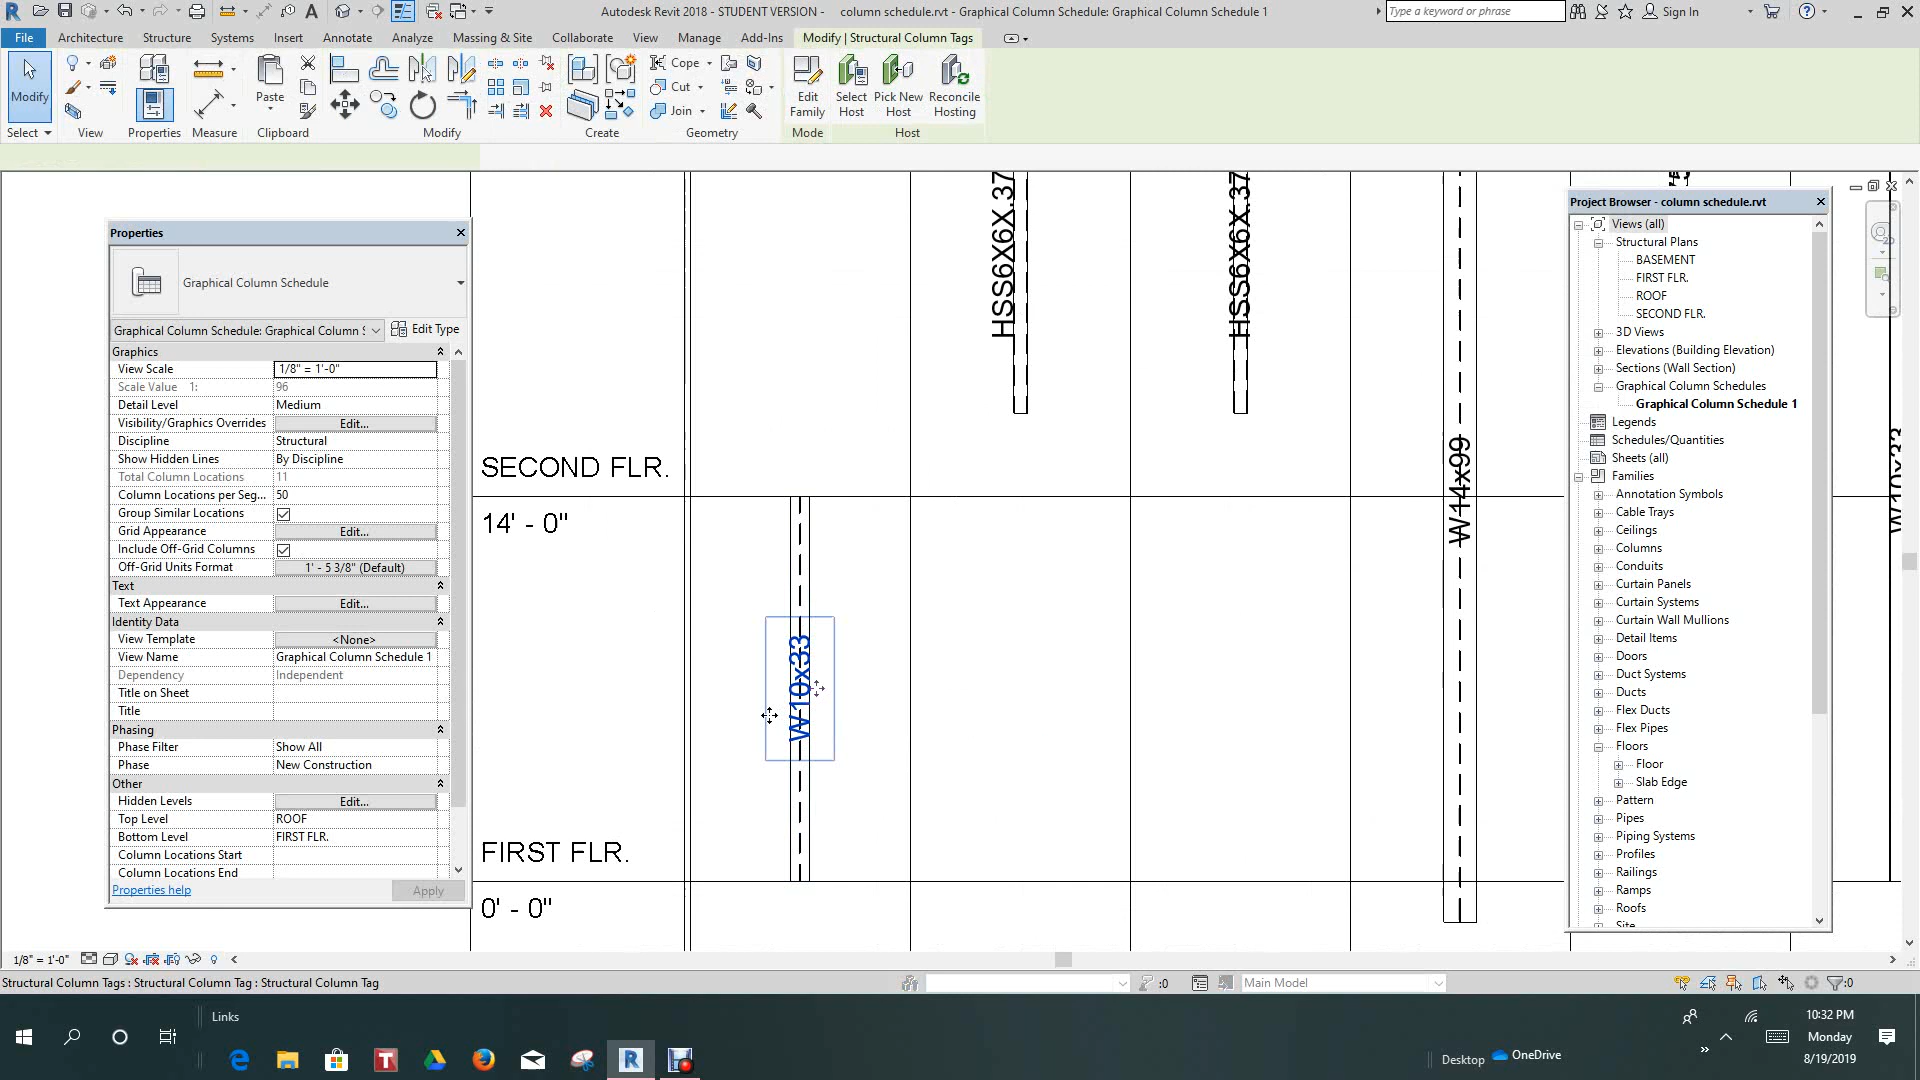 Autodesk Revit 2018 - STUDENT VERSION - column schedule.rvt - Graphical Column Schedule: Graphical Column Schedule 1
Type a keyword or phrase
Sign In
File Architecture Structure Systems Insert Annotate Analyze Massing & Site Collaborate View Manage Add-Ins Modify | Structural Column Tags
Modify
Paste
Cope
Cut
Join
Edit Family
Select Host
Pick New Host
Reconcile Hosting
Select View Properties Measure Clipboard Modify Create Geometry Mode Host
Properties
Graphical Column Schedule
Graphical Column Schedule: Graphical Column S
Edit Type
Graphics
View Scale 1/8" = 1'-0"
Scale Value 1: 96
Detail Level Medium
Visibility/Graphics Overrides Edit...
Discipline Structural
Show Hidden Lines By Discipline
Total Column Locations 11
Column Locations per Seg... 50
Group Similar Locations
Grid Appearance Edit...
Include Off-Grid Columns
Off-Grid Units Format 1' - 5 3/8" (Default)
Text
Text Appearance Edit...
Identity Data
View Template <None>
View Name Graphical Column Schedule 1
Dependency Independent
Title on Sheet
Title
Phasing
Phase Filter Show All
Phase New Construction
Other
Hidden Levels Edit...
Top Level ROOF
Bottom Level FIRST FLR.
Column Locations Start
Column Locations End
Properties help
Apply
SECOND FLR.
14' - 0"
FIRST FLR.
0' - 0"
W10x33
HSS6X6X.37
HSS6X6X.37
W14x99
W10x33
Project Browser - column schedule.rvt
Views (all)
Structural Plans
BASEMENT
FIRST FLR.
ROOF
SECOND FLR.
3D Views
Elevations (Building Elevation)
Sections (Wall Section)
Graphical Column Schedules
Graphical Column Schedule 1
Legends
Schedules/Quantities
Sheets (all)
Families
Annotation Symbols
Cable Trays
Ceilings
Columns
Conduits
Curtain Panels
Curtain Systems
Curtain Wall Mullions
Detail Items
Doors
Duct Systems
Ducts
Flex Ducts
Flex Pipes
Floors
Floor
Slab Edge
Pattern
Pipes
Piping Systems
Profiles
Railings
Ramps
Roofs
Site
1/8" = 1'-0"
Structural Column Tags : Structural Column Tag : Structural Column Tag
:0
Main Model
:0
Links
Desktop
OneDrive
10:32 PM
Monday
8/19/2019